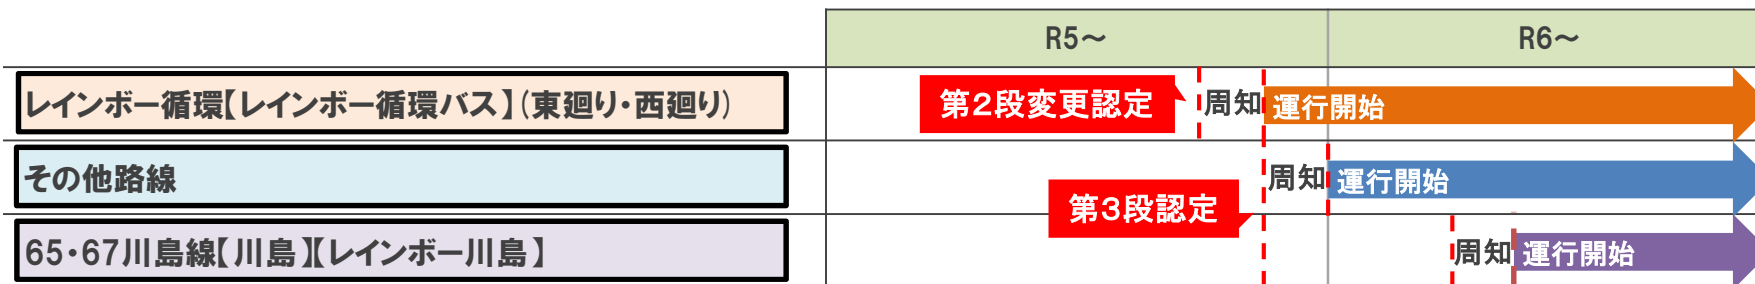 R5～
R6～
レインボー循環【レインボー循環バス】(東廻り・西廻り)
第２段変更認定
周知
運行開始
その他路線
周知
運行開始
第３段認定
65・67川島線【川島】【レインボー川島】
周知
運行開始